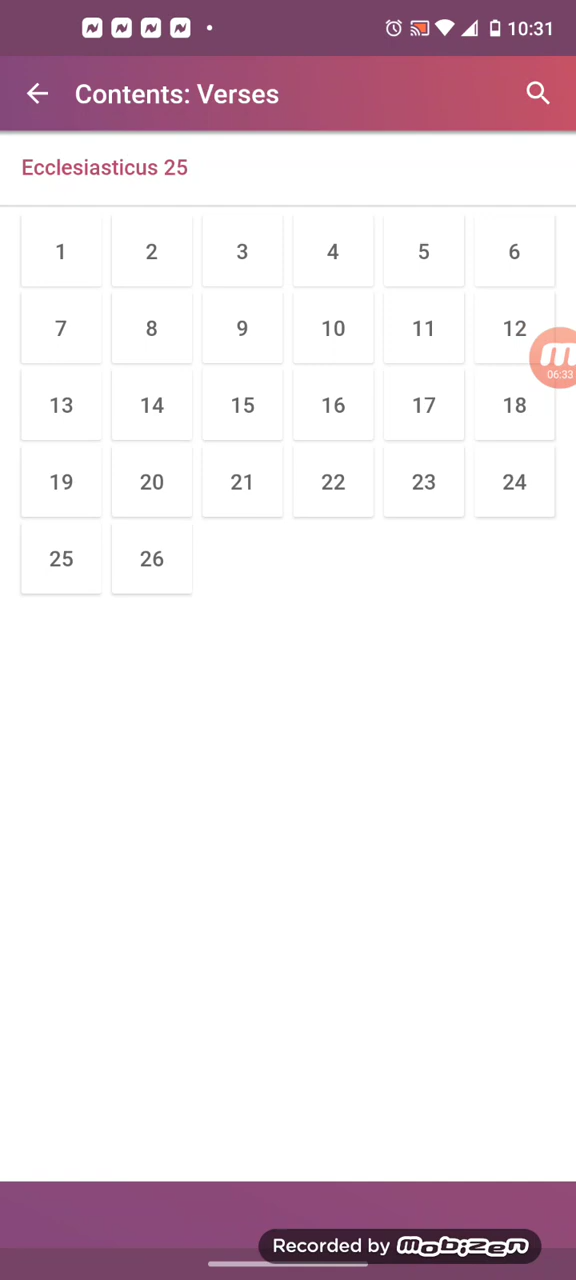 10:31
Contents: Verses
Ecclesiasticus 25
1 2 3 4 5 6
7 8 9 10 11 12
06:33
13 14 15 16 17 18
19 20 21 22 23 24
25 26
Recorded by mobizen